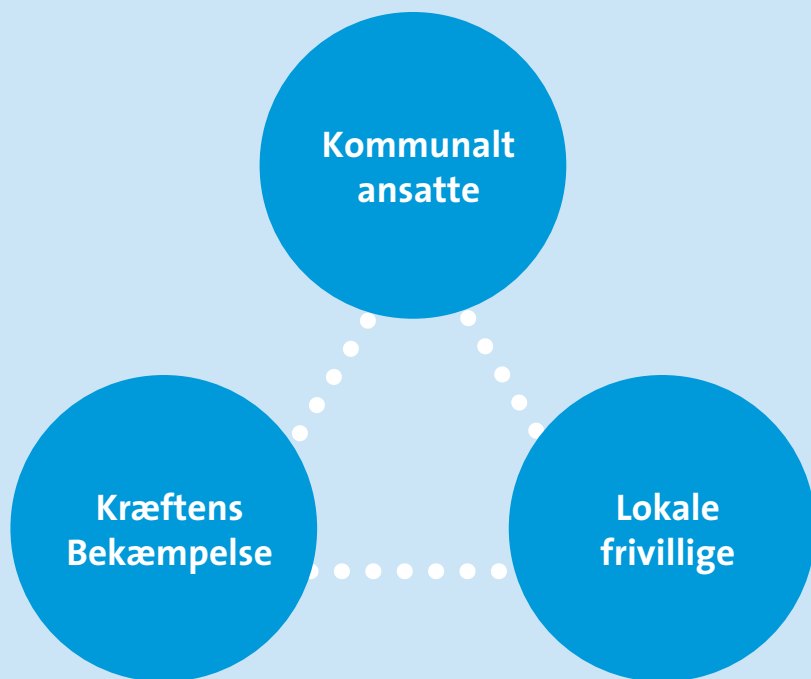 Kommunalt
ansatte
Kræftens
Bekæmpelse
Lokale
frivillige